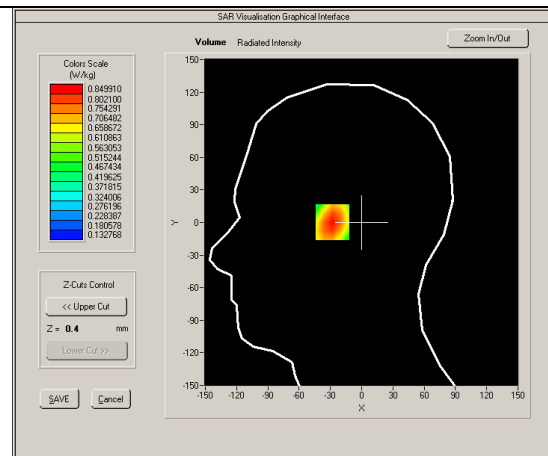 SAR Visualisation Graphical Interface
Volume Radiated Intensity
Zoom In/Out
Colors Scale
(W/kg)
0.849910
0.802100
0.754291
0.706482
0.658672
0.610863
0.563053
0.515244
0.467434
0.419625
0.371815
0.324006
0.276196
0.228387
0.180578
0.132768
Z-Cuts Control
<< Upper Cut
Z = 0.4 mm
Lower Cut >>
SAVE
Cancel
150
120
90
60
30
0
-30
-60
-90
-120
-150
Y
-150 -120 -90 -60 -30 0 30 60 90 120 150
X